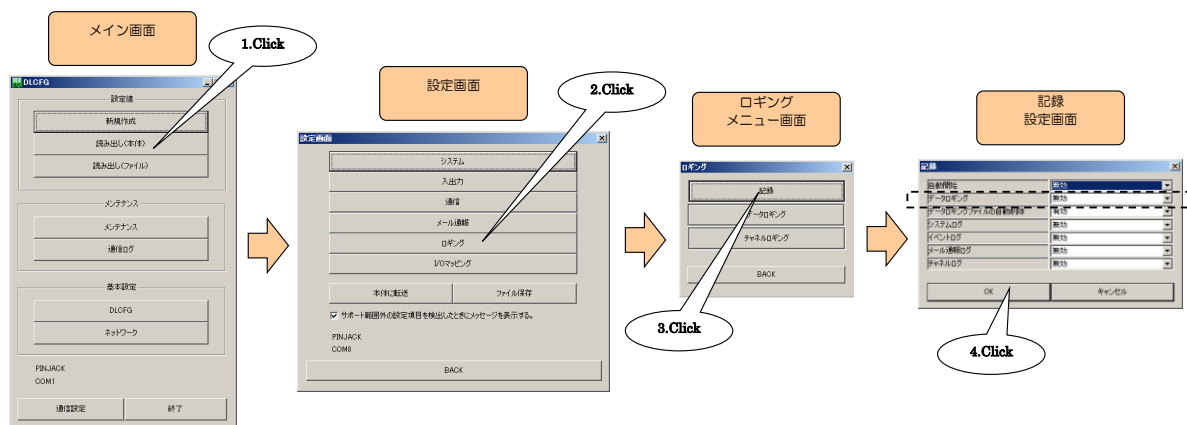 メイン画面
1.Click
DLCFG
設定値
新規作成
読み出し(本体)
読み出し(ファイル)
メンテナンス
メンテナンス
通信ログ
基本設定
DLCFG
ネットワーク
PINJACK
COM1
通信設定
終了
設定画面
2.Click
設定画面
システム
入出力
通信
メール通報
ロギング
I/Oマッピング
本体に転送
ファイル保存
サポート範囲外の設定項目を検出したときにメッセージを表示する。
PINJACK
COM8
BACK
ロギング
メニュー画面
ロギング
記録
データロギング
チャネルロギング
BACK
3.Click
記録
設定画面
記録
自動開始 無効
データロギング 無効
データロギングファイルの自動削除 有効
システムログ 無効
イベントログ 無効
メール通報ログ 無効
チャネルログ 無効
OK
キャンセル
4.Click